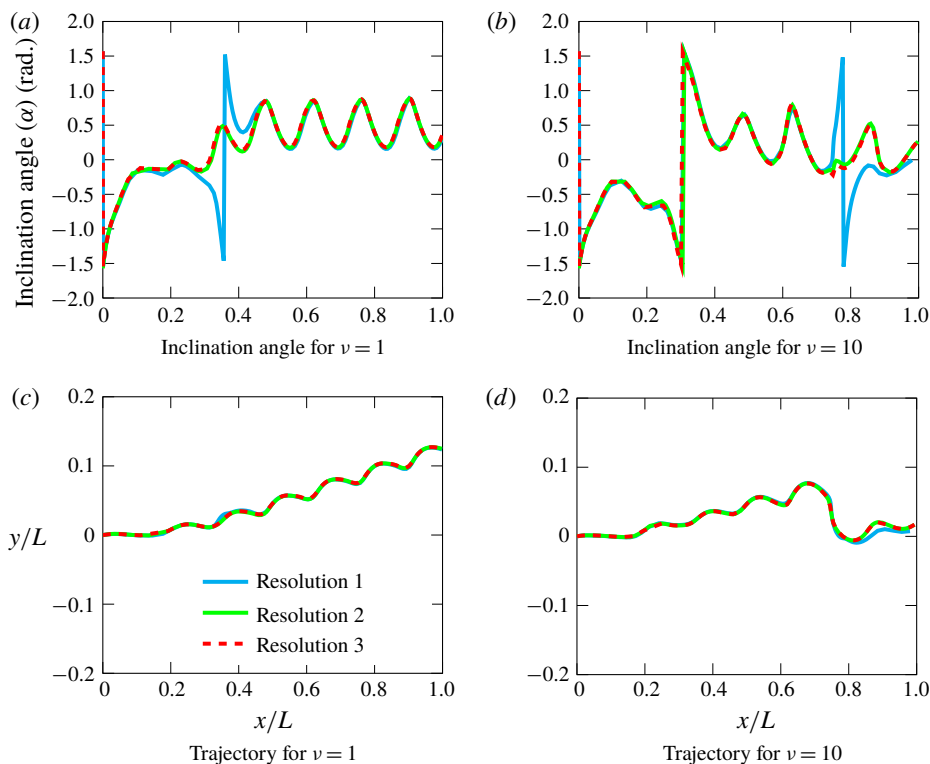 (a)
(b)
Inclination angle (α) (rad.)
2.0
1.5
1.0
0.5
0
−0.5
−1.0
−1.5
−2.0
0 0.2 0.4 0.6 0.8 1.0
Inclination angle for ν = 1
2.0
1.5
1.0
0.5
0
−0.5
−1.0
−1.5
−2.0
0 0.2 0.4 0.6 0.8 1.0
Inclination angle for ν = 10
(c)
(d)
y/L
0.2
0.1
0
−0.1
−0.2
Resolution 1
Resolution 2
Resolution 3
0 0.2 0.4 0.6 0.8 1.0
x/L
Trajectory for ν = 1
0.2
0.1
0
−0.1
−0.2
0 0.2 0.4 0.6 0.8 1.0
x/L
Trajectory for ν = 10